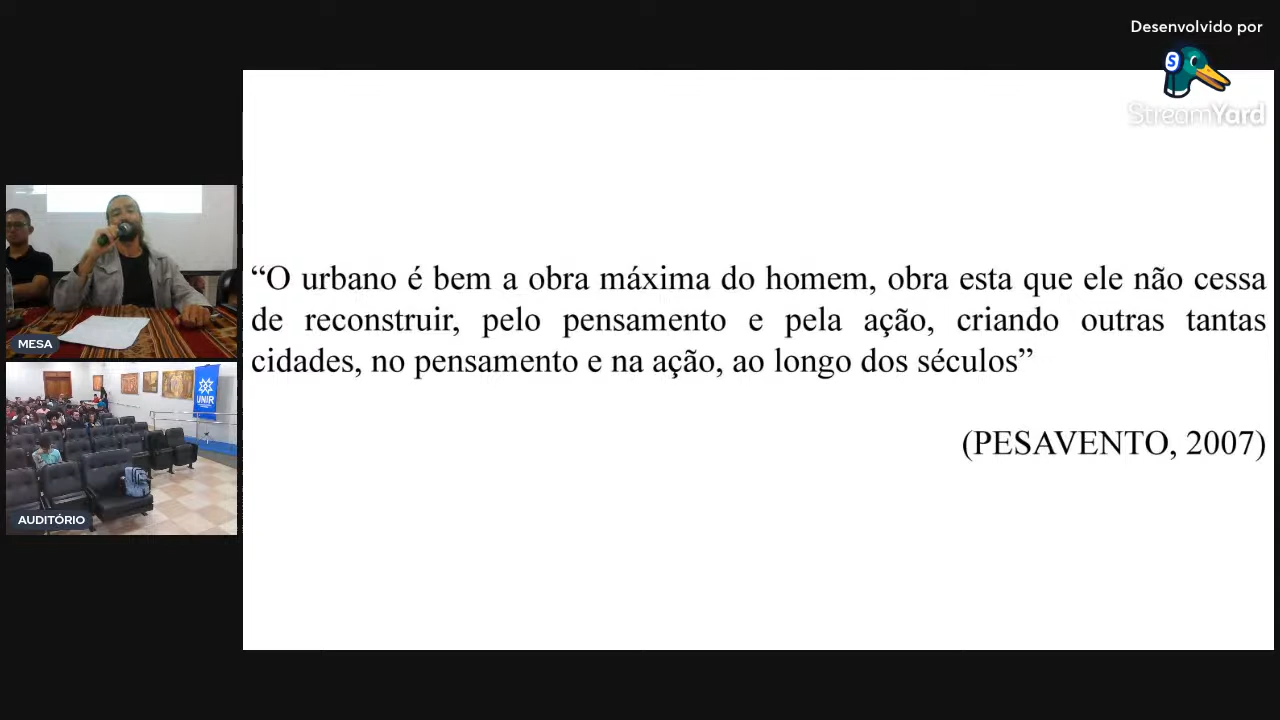 Desenvolvido por
S
StreamYard
“O urbano é bem a obra máxima do homem, obra esta que ele não cessa
de reconstruir, pelo pensamento e pela ação, criando outras tantas
cidades, no pensamento e na ação, ao longo dos séculos”
(PESAVENTO, 2007)
MESA
UNIR
AUDITÓRIO